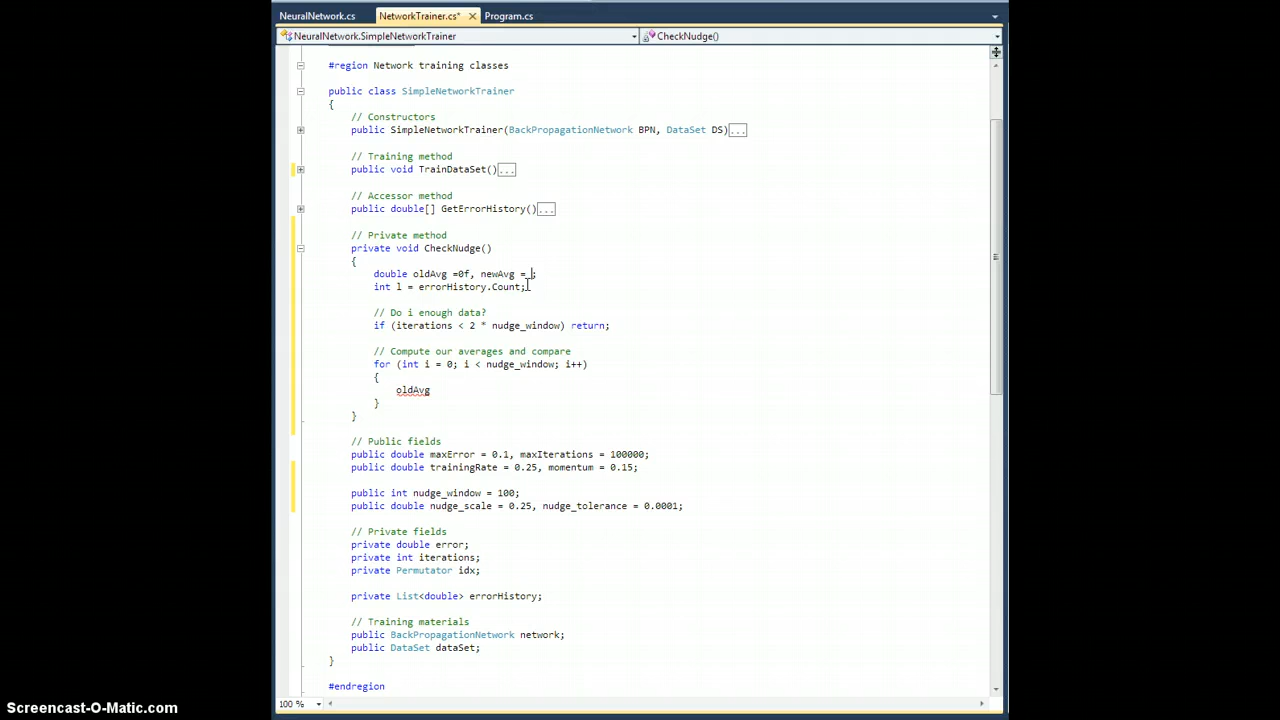 NeuralNetwork.cs NetworkTrainer.cs* Program.cs
NeuralNetwork.SimpleNetworkTrainer CheckNudge()
#region Network training classes
public class SimpleNetworkTrainer
{
// Constructors
public SimpleNetworkTrainer(BackPropagationNetwork BPN, DataSet DS)...
// Training method
public void TrainDataSet()...
// Accessor method
public double[] GetErrorHistory()...
// Private method
private void CheckNudge()
{
double oldAvg =0f, newAvg = ;
int l = errorHistory.Count;
// Do i enough data?
if (iterations < 2 * nudge_window) return;
// Compute our averages and compare
for (int i = 0; i < nudge_window; i++)
{
oldAvg
}
}
// Public fields
public double maxError = 0.1, maxIterations = 100000;
public double trainingRate = 0.25, momentum = 0.15;
public int nudge_window = 100;
public double nudge_scale = 0.25, nudge_tolerance = 0.0001;
// Private fields
private double error;
private int iterations;
private Permutator idx;
private List<double> errorHistory;
// Training materials
public BackPropagationNetwork network;
public DataSet dataSet;
}
#endregion
100 %
Screencast-O-Matic.com